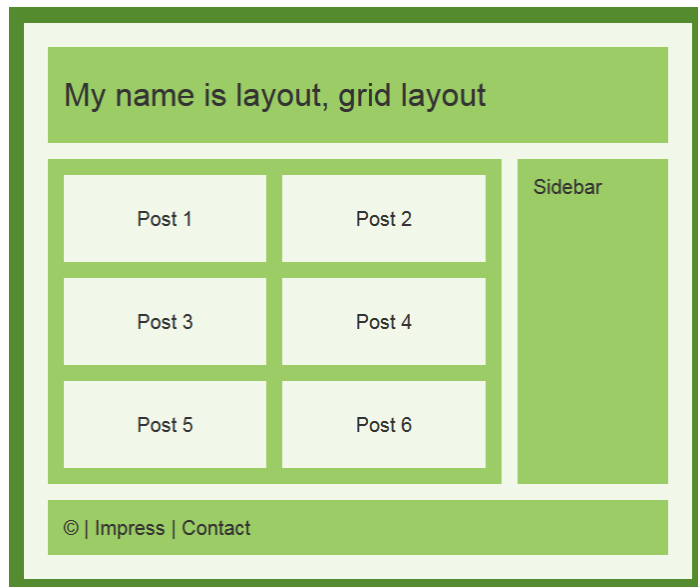 My name is layout, grid layout
Post 1
Post 2
Sidebar
Post 3
Post 4
Post 5
Post 6
© | Impress | Contact